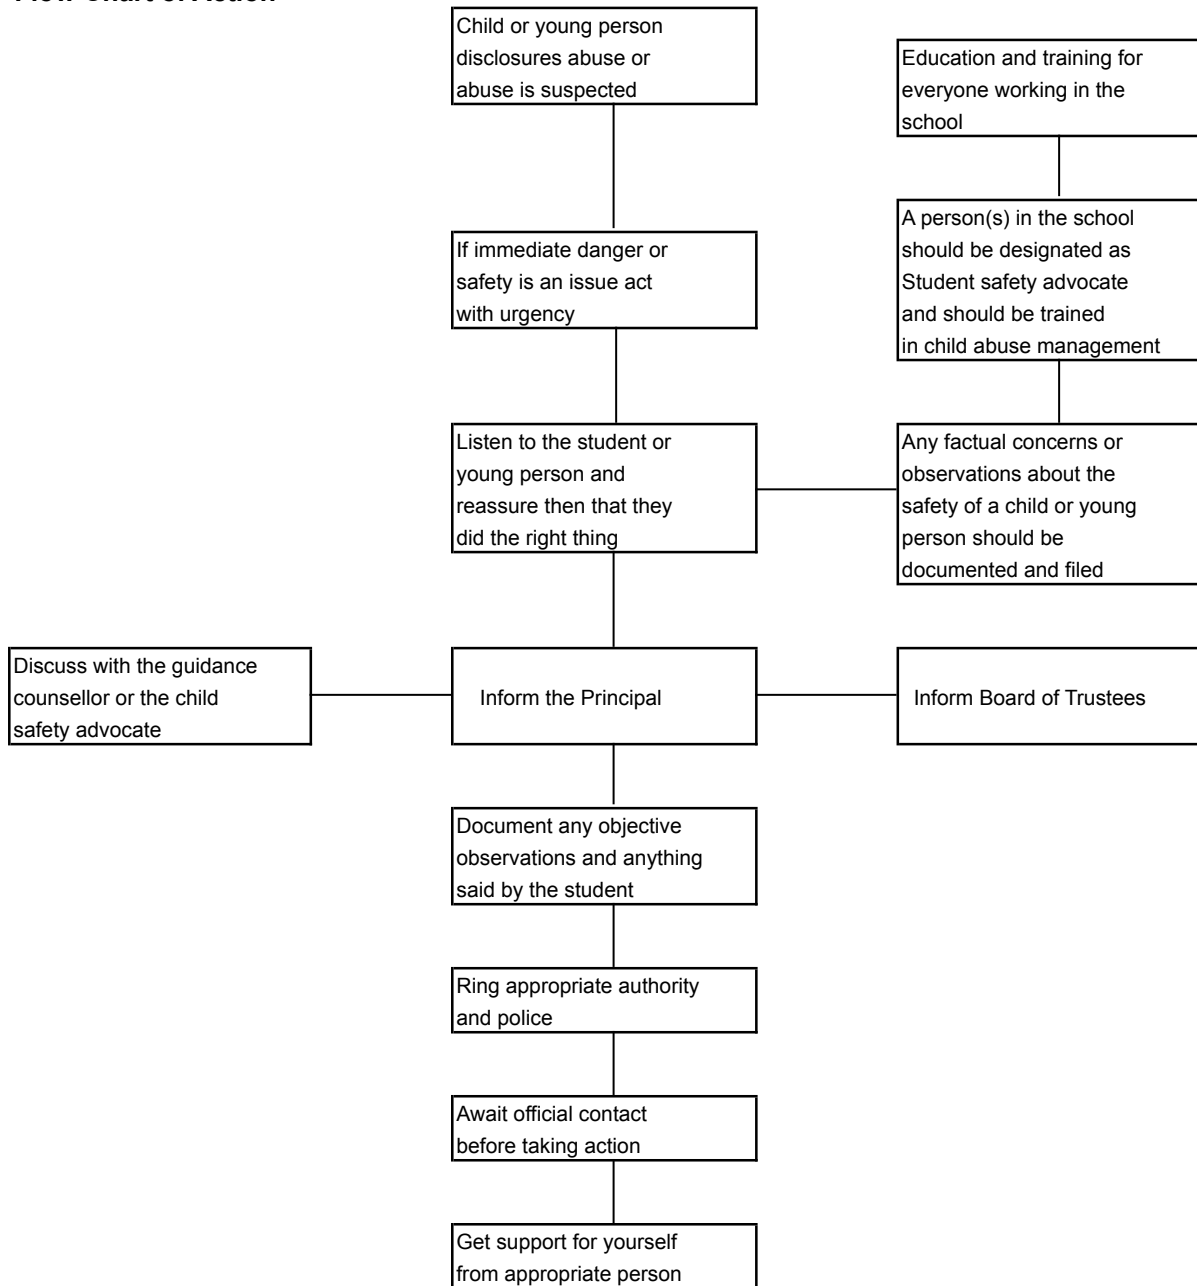 Child or young person
disclosures abuse or
abuse is suspected
Education and training for
everyone working in the
school
If immediate danger or
safety is an issue act
with urgency
A person(s) in the school
should be designated as
Student safety advocate
and should be trained
in child abuse management
Listen to the student or
young person and
reassure then that they
did the right thing
Any factual concerns or
observations about the
safety of a child or young
person should be
documented and filed
Discuss with the guidance
counsellor or the child
safety advocate
Inform the Principal
Inform Board of Trustees
Document any objective
observations and anything
said by the student
Ring appropriate authority
and police
Await official contact
before taking action
Get support for yourself
from appropriate person